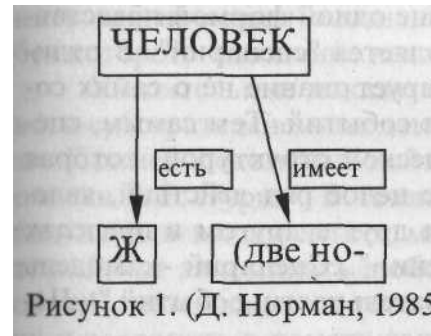 ЧЕЛОВЕК
есть имеет
Ж (две но-
Рисунок 1. (Д. Норман, 1985